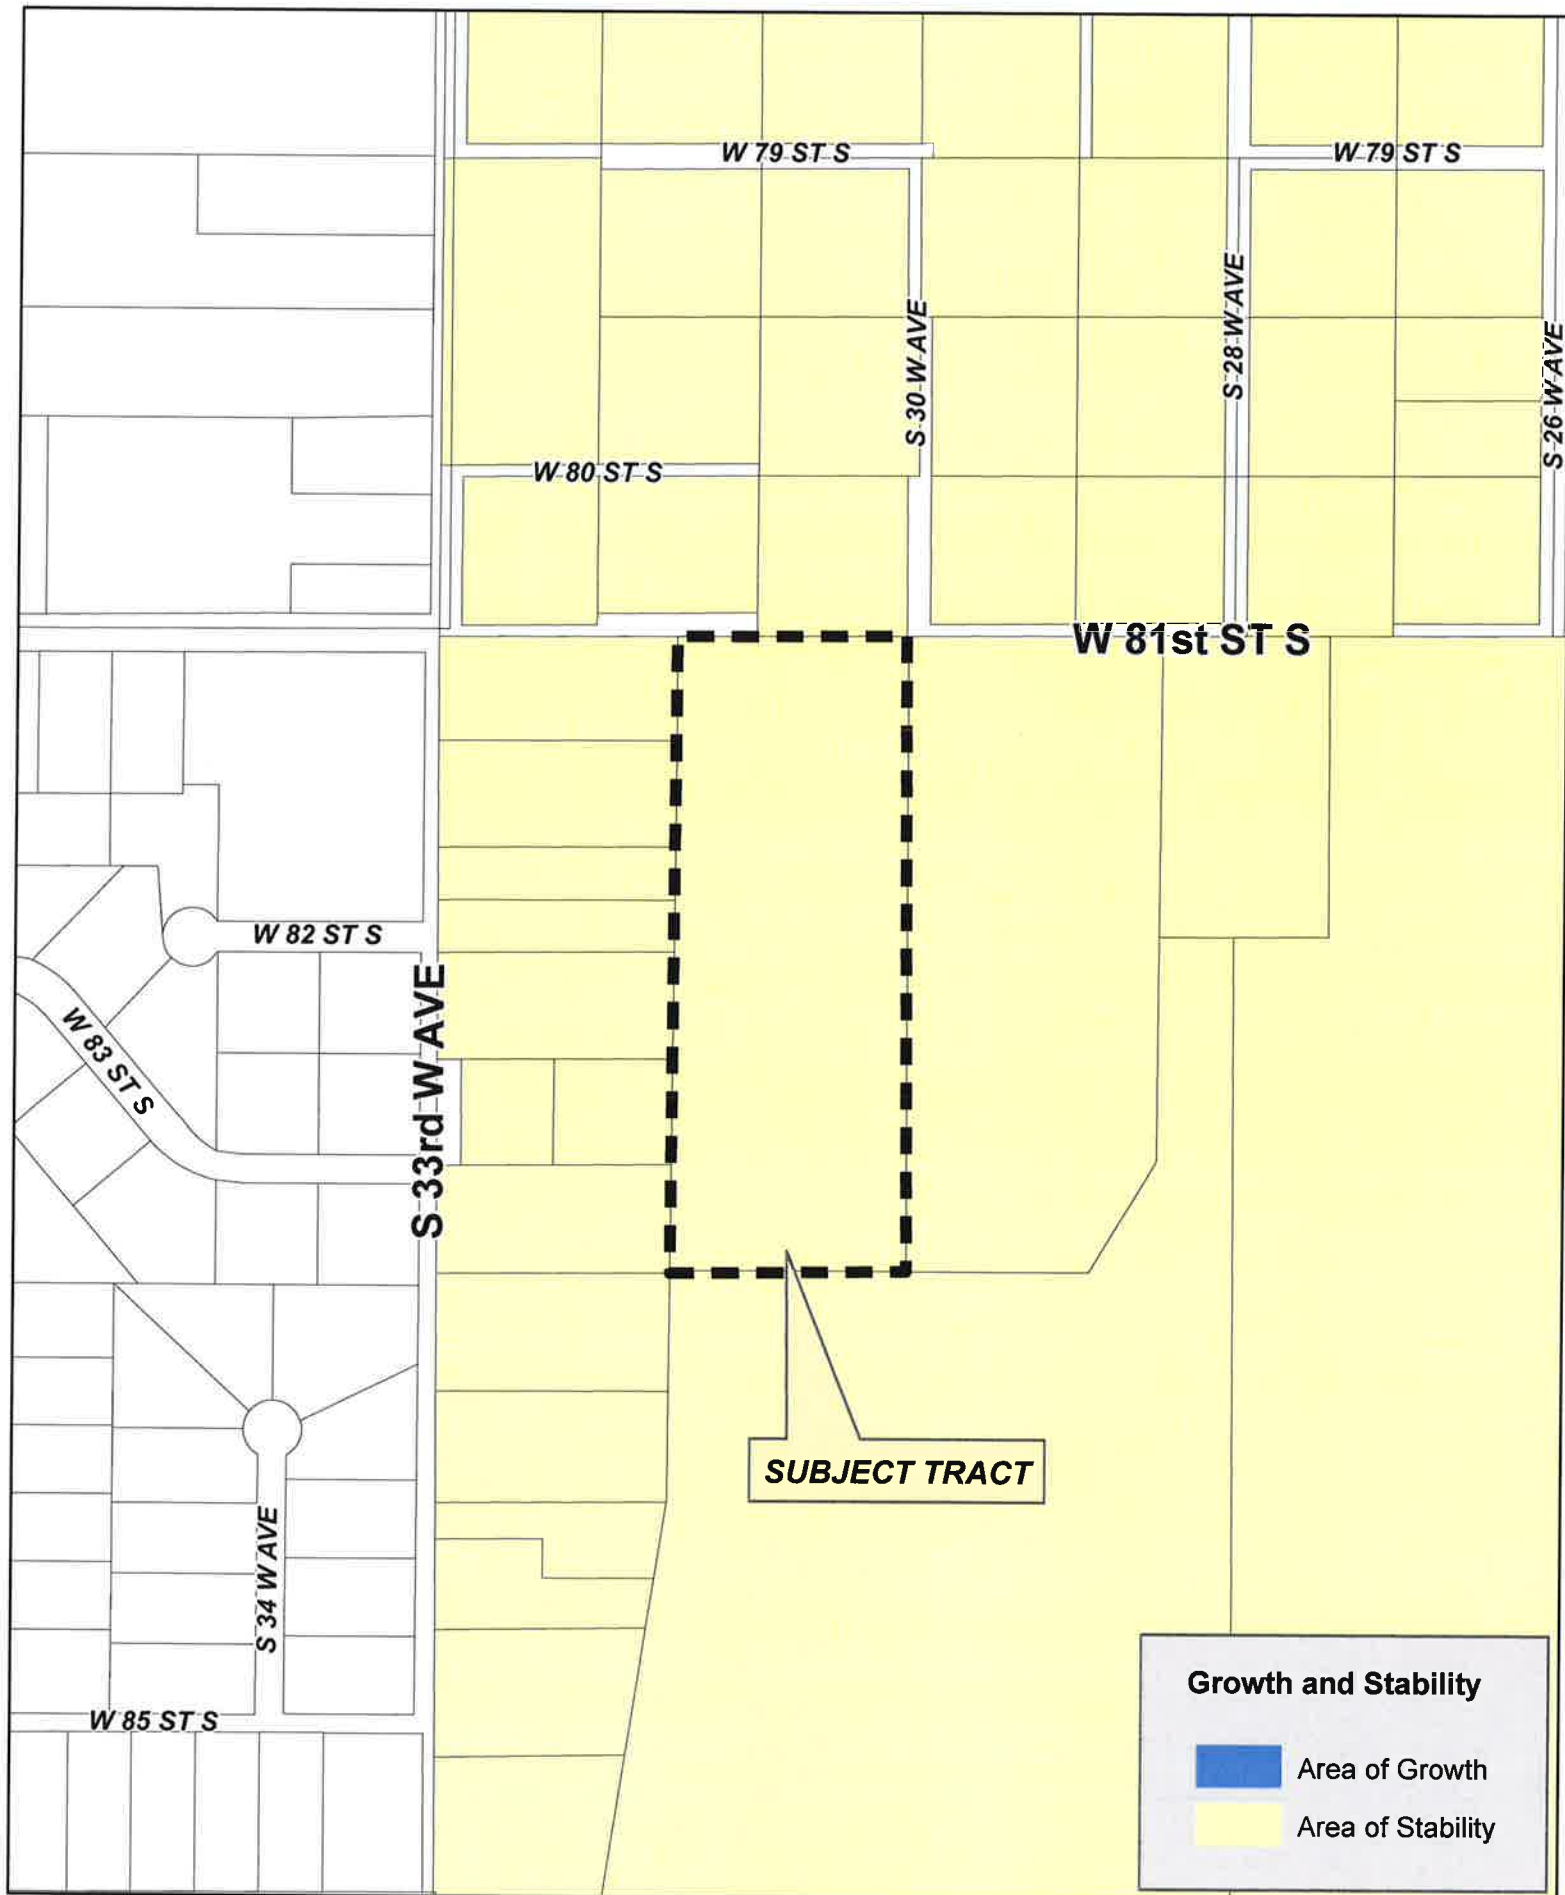 W 79 ST S
W 79 ST S
S 30 W AVE
S 28 W AVE
S 26 W AVE
W 80 ST S
W 81st ST S
W 82 ST S
S 33rd W AVE
W 83 ST S
SUBJECT TRACT
S 34 W AVE
W 85 ST S
Growth and Stability
Area of Growth
Area of Stability